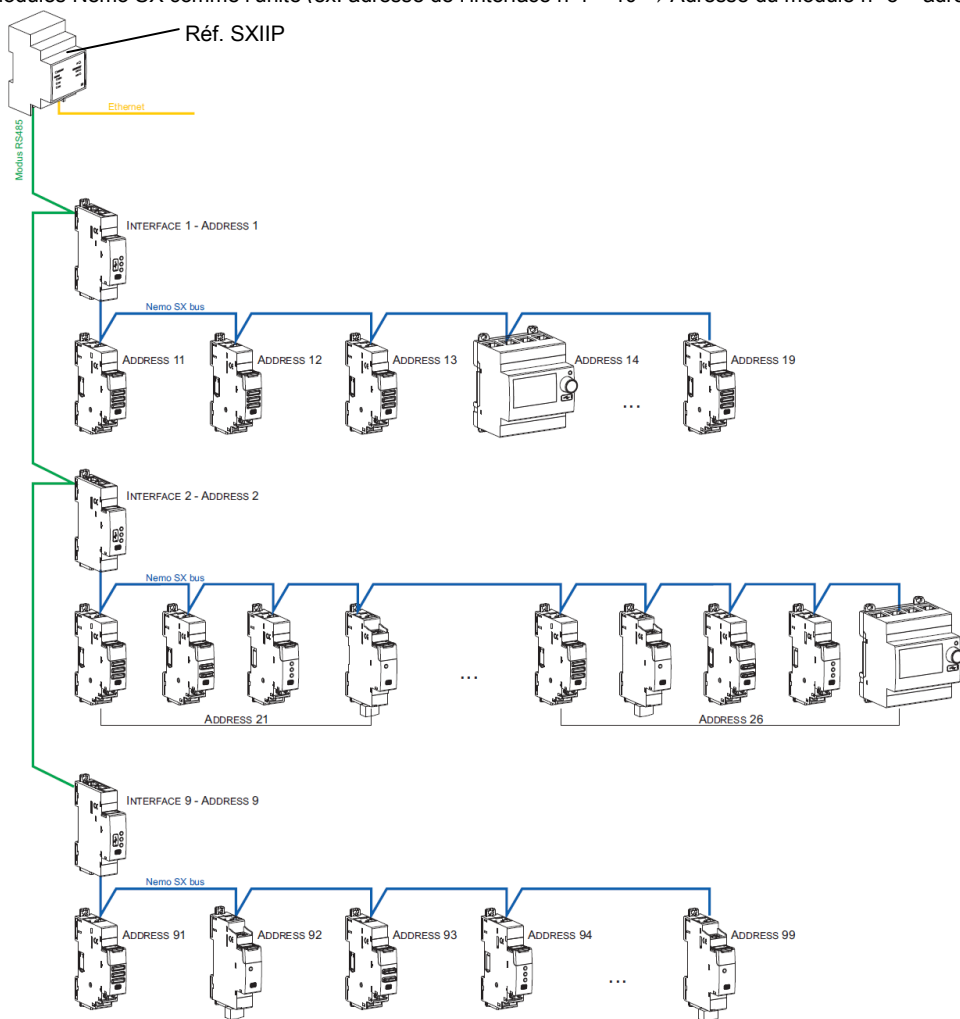 Réf. SXIIP
Ethernet
Modus RS485
INTERFACE 1 - ADDRESS 1
Nemo SX bus
ADDRESS 11
ADDRESS 12
ADDRESS 13
ADDRESS 14
ADDRESS 19
...
INTERFACE 2 - ADDRESS 2
Nemo SX bus
...
ADDRESS 21
ADDRESS 26
INTERFACE 9 - ADDRESS 9
Nemo SX bus
ADDRESS 91
ADDRESS 92
ADDRESS 93
ADDRESS 94
ADDRESS 99
...